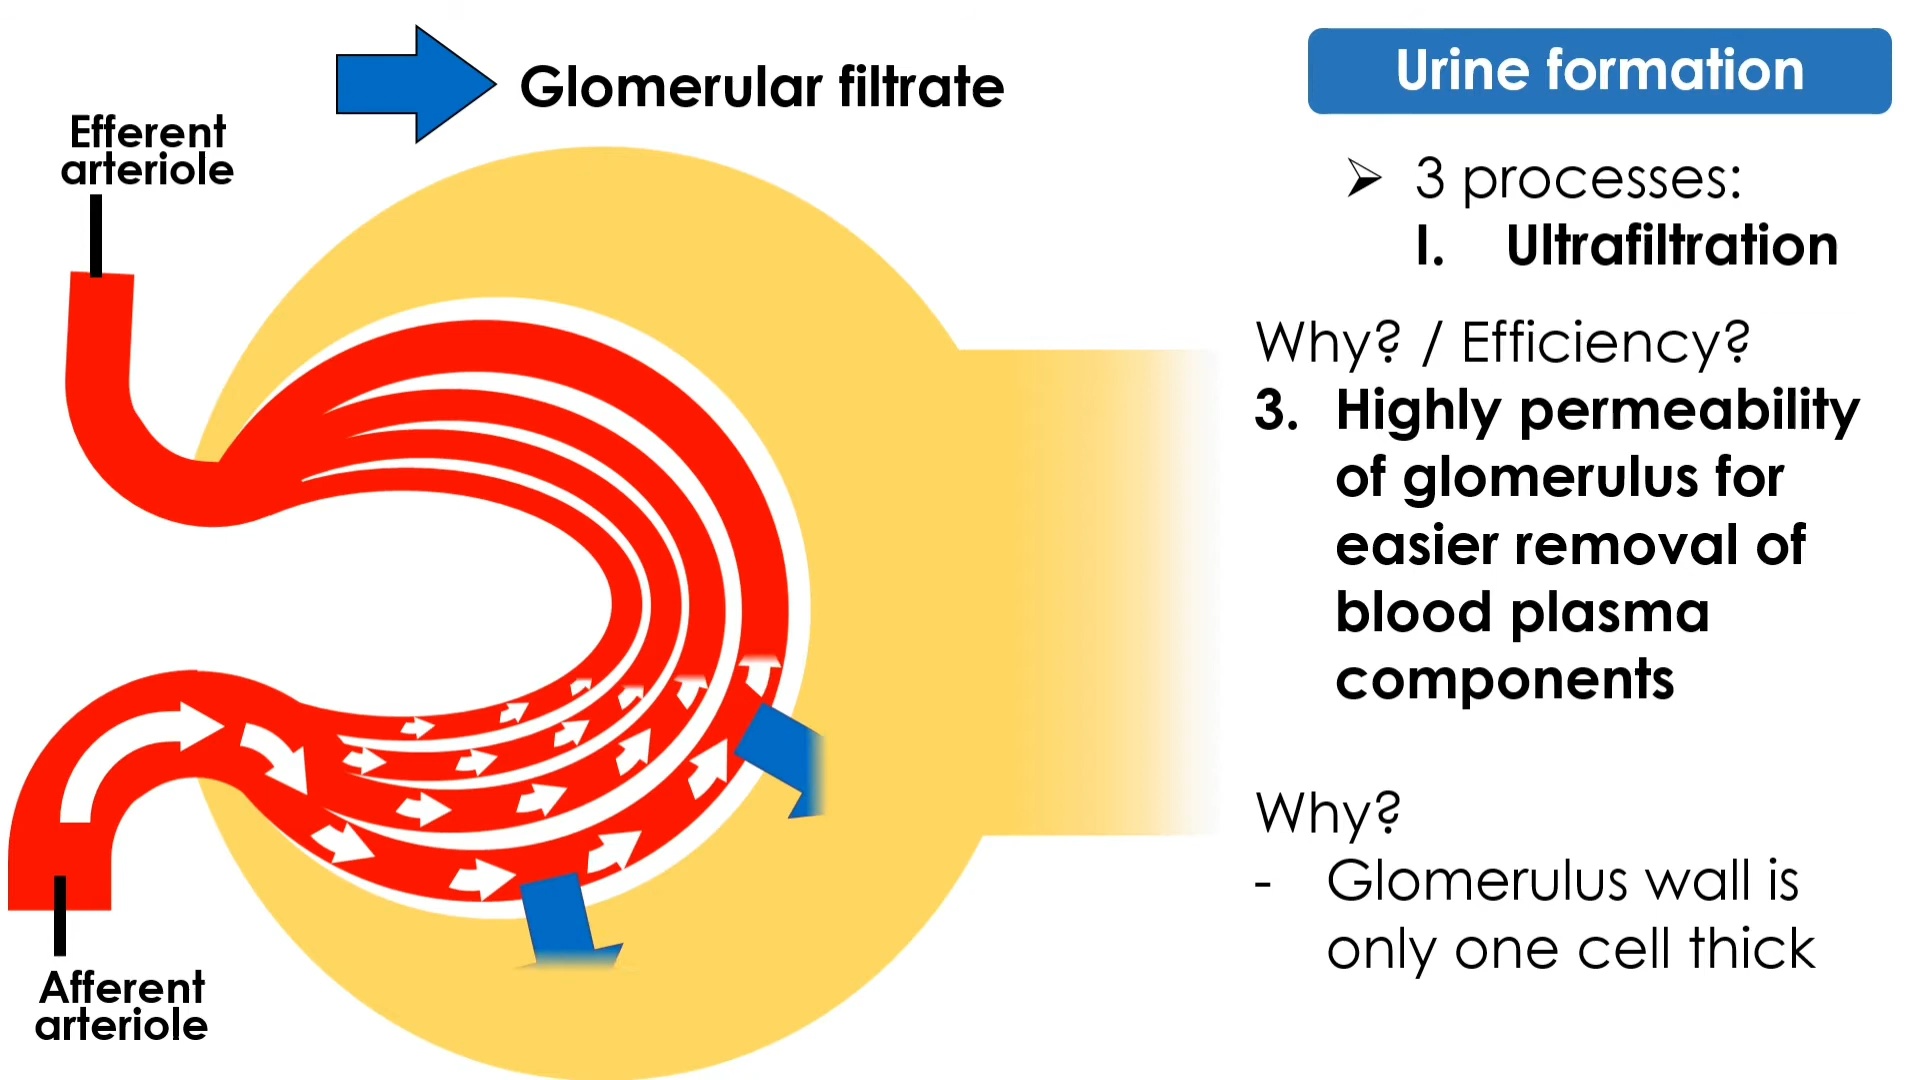 Glomerular filtrate
Efferent
arteriole
Afferent
arteriole
Urine formation
➢ 3 processes:
I. Ultrafiltration
Why? / Efficiency?
3. Highly permeability
of glomerulus for
easier removal of
blood plasma
components
Why?
- Glomerulus wall is
only one cell thick